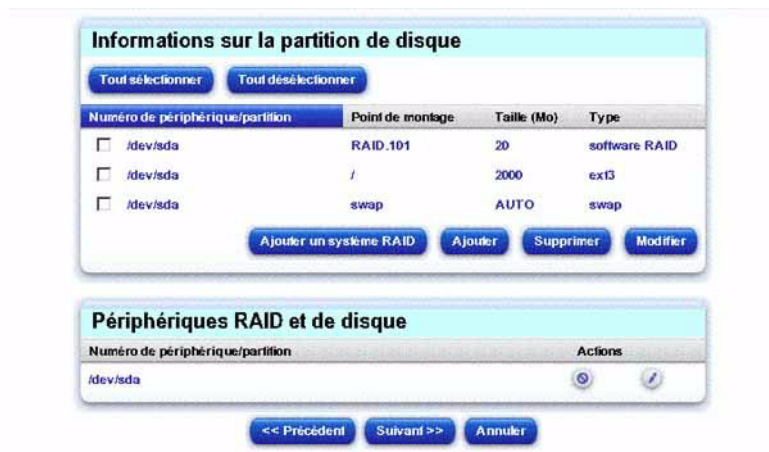 Informations sur la partition de disque
Tout sélectionner Tout désélectionner
Numéro de périphérique/partition Point de montage Taille (Mo) Type
/dev/sda RAID.101 20 software RAID
/dev/sda / 2000 ext3
/dev/sda swap AUTO swap
Ajouter un système RAID Ajouter Supprimer Modifier
Périphériques RAID et de disque
Numéro de périphérique/partition Actions
/dev/sda
<< Précédent Suivant >> Annuler